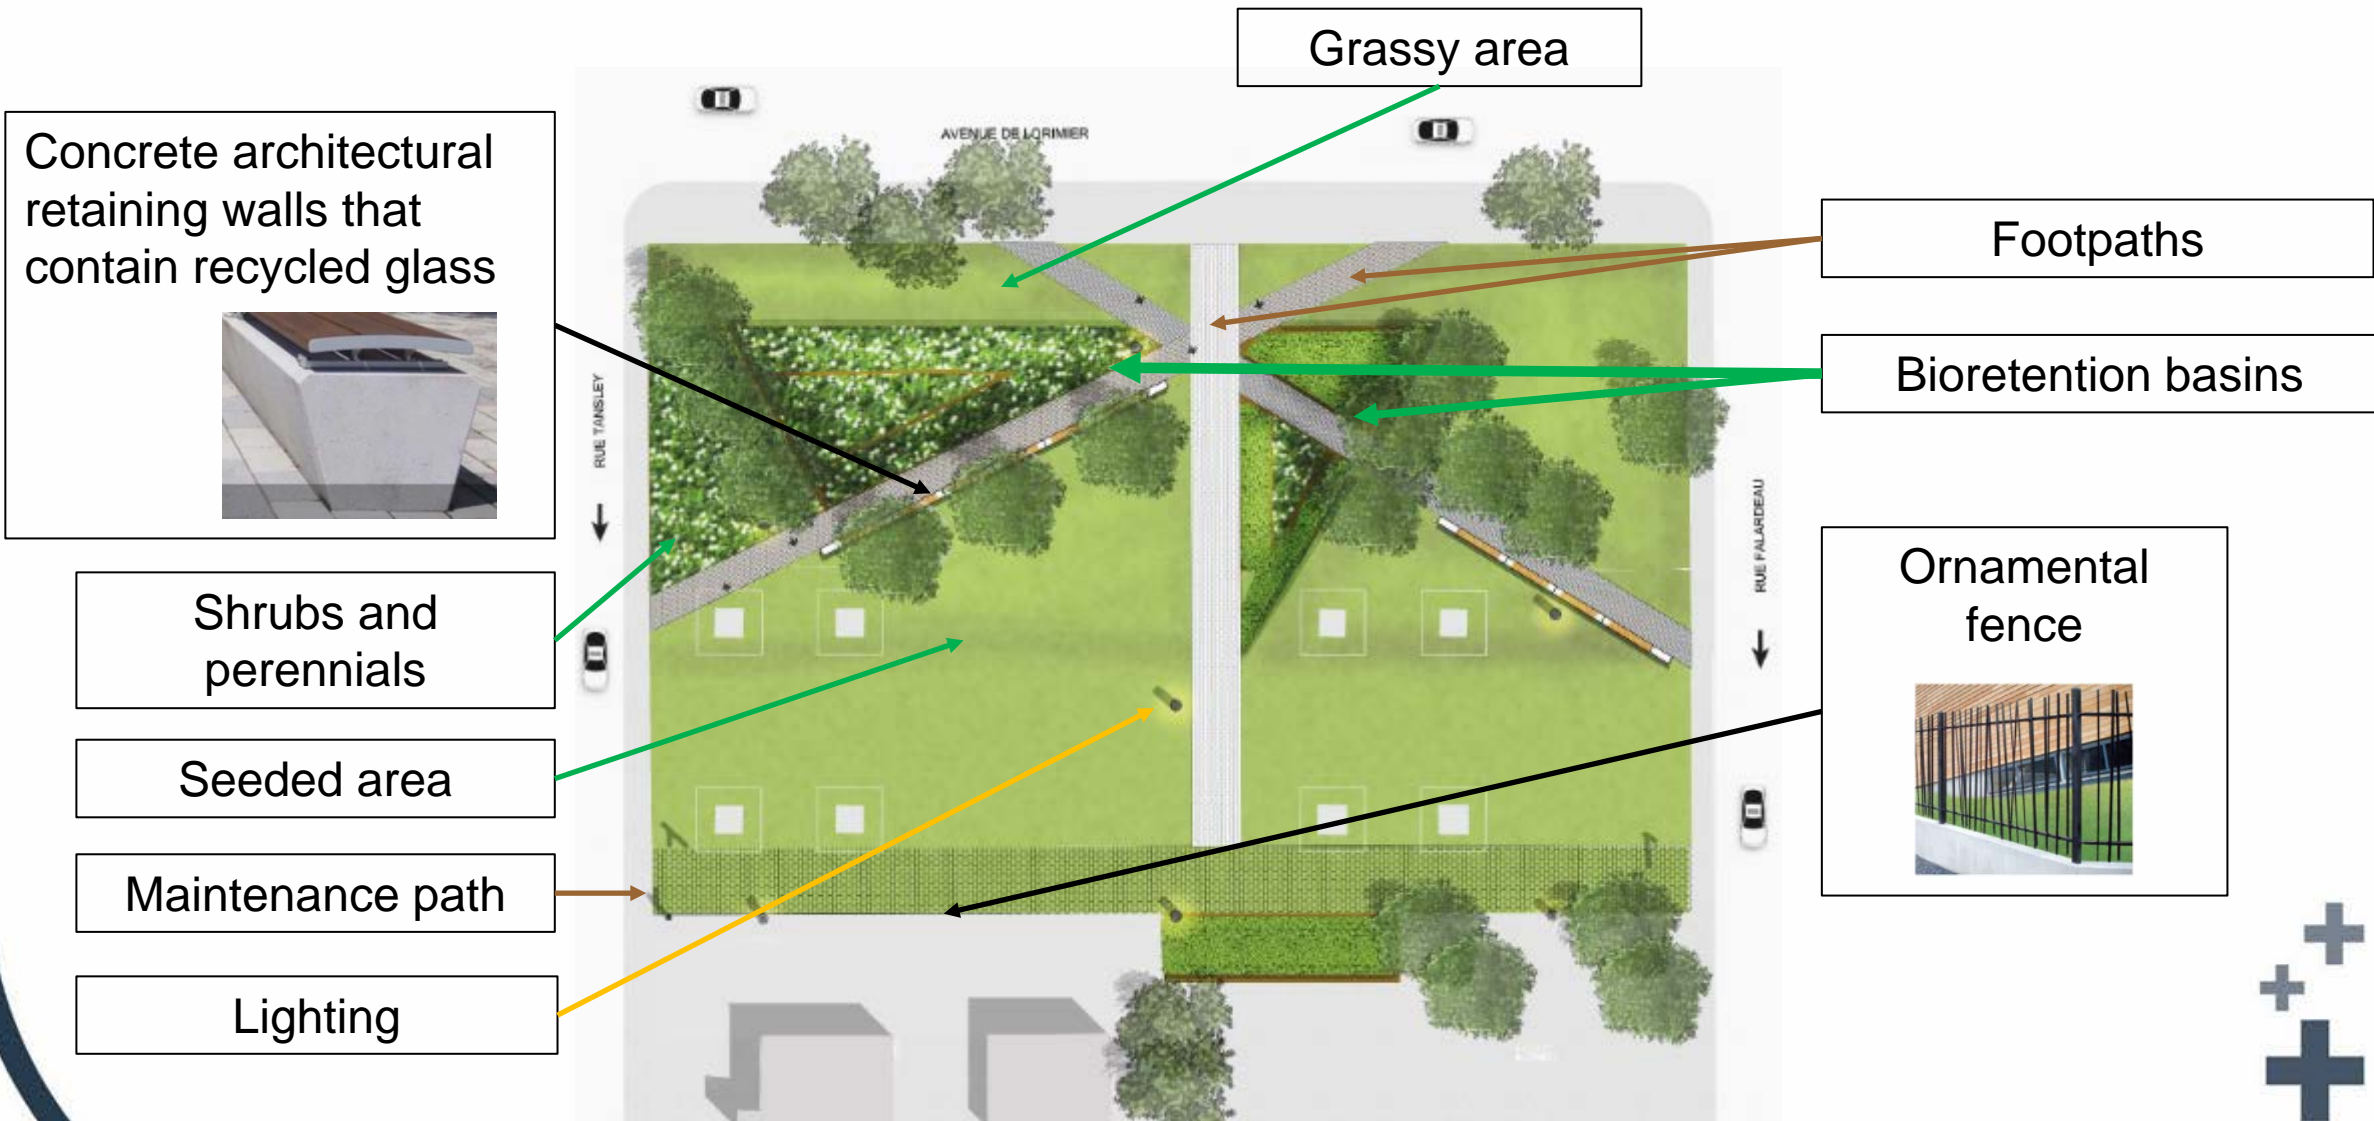 Grassy area
AVENUE DE LORIMIER
Concrete architectural
retaining walls that
contain recycled glass
Footpaths
Bioretention basins
RUE TANSLEY
RUE FALARDEAU
Ornamental
fence
Shrubs and
perennials
Seeded area
Maintenance path
Lighting